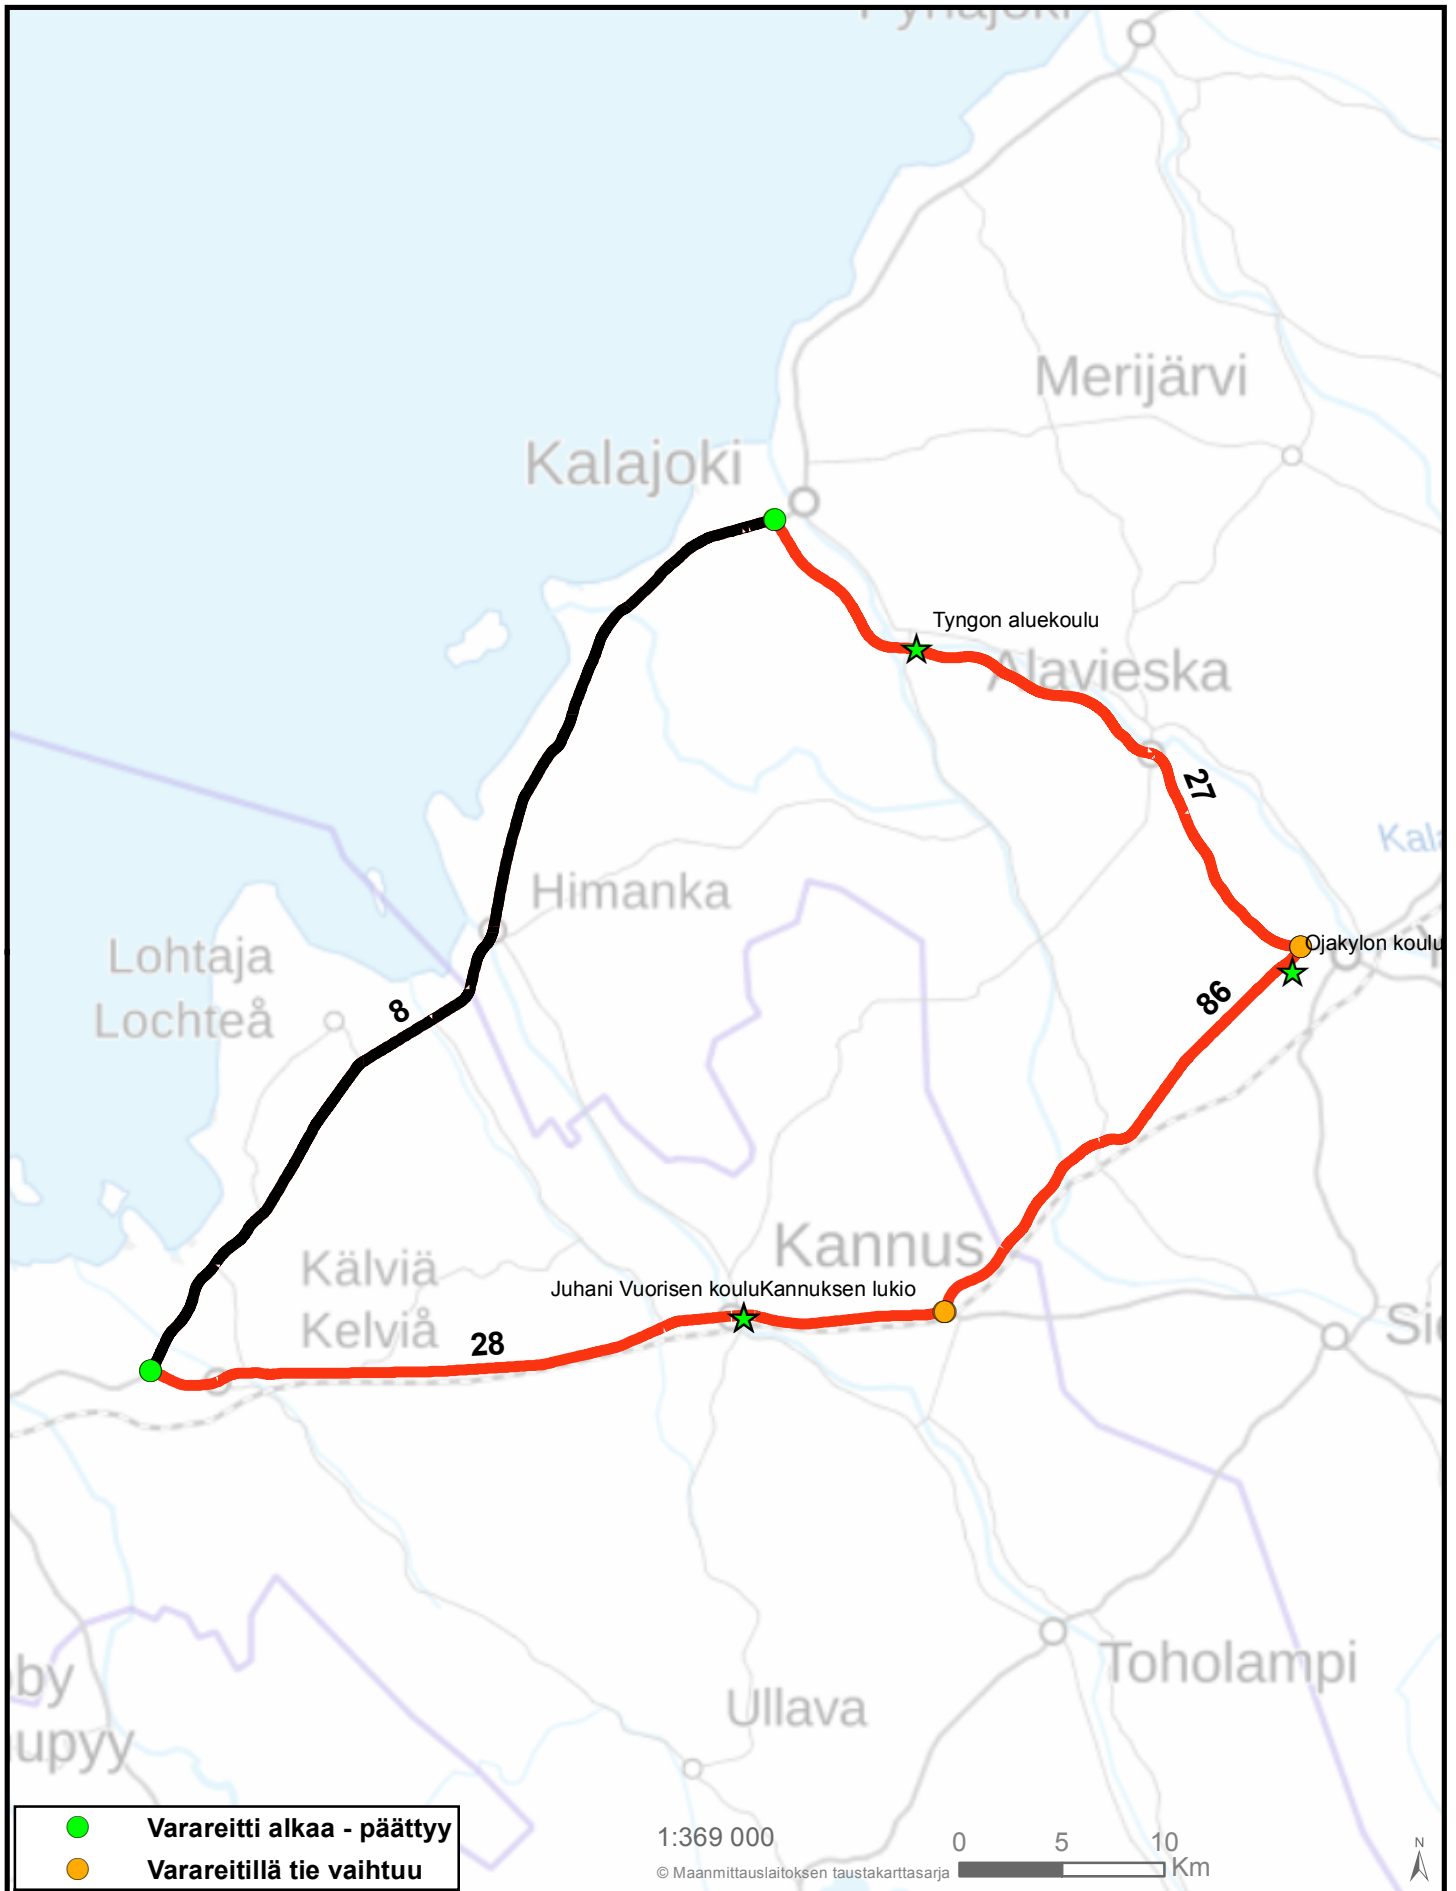 Kalajoki
Merijärvi
Tyngon aluekoulu
Alavieska
27
Himanka
Ojakylon koulu
Lohtaja
Lochteå
8
86
Kannus
Kälviä
Kelviå
Juhani Vuorisen kouluKannuksen lukio
28
Toholampi
Ullava
Varareitti alkaa - päättyy
Varareitillä tie vaihtuu
1:369 000
© Maanmittauslaitoksen taustakarttasarja
0 5 10
Km
N